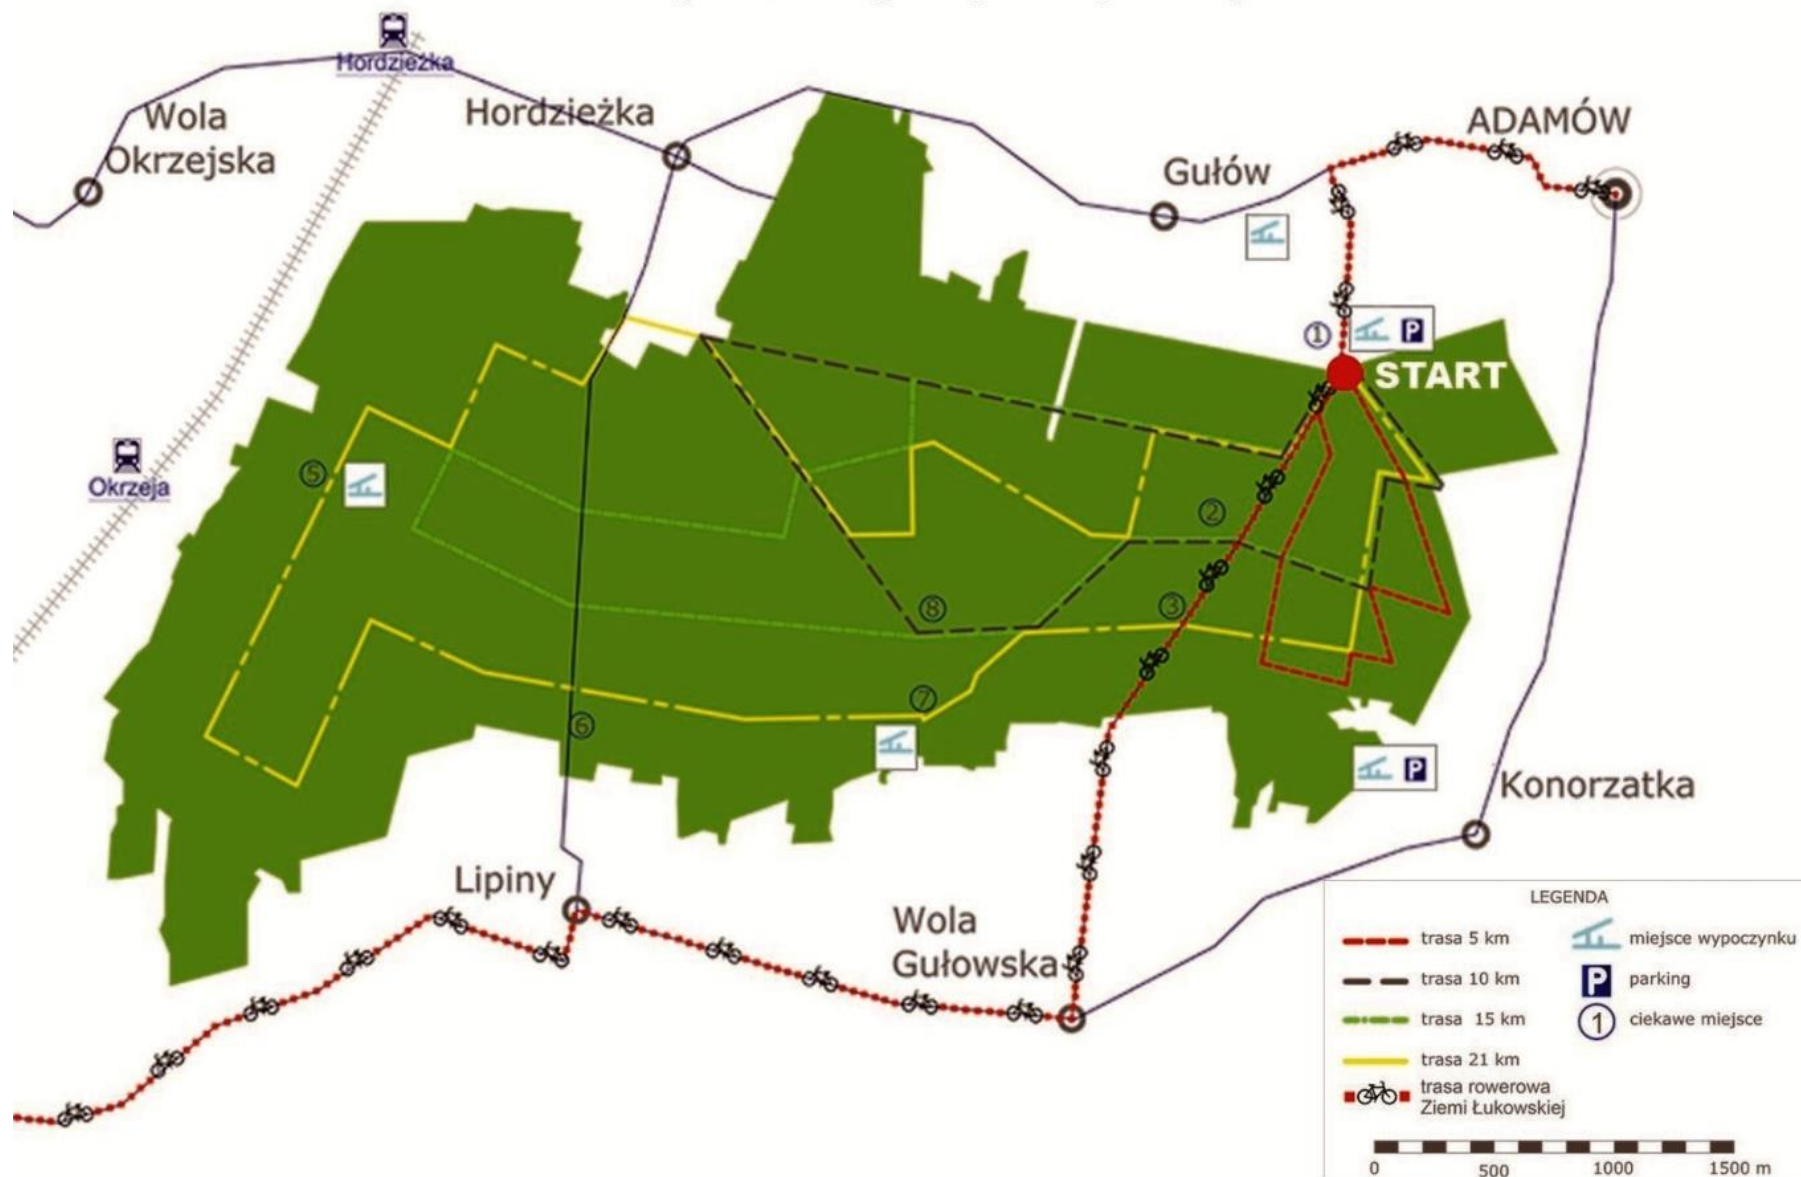 Hordzieżka
Wola
Okrzejska
Hordzieżka
ADAMÓW
Gułów
1
P
START
Okrzeja
5
2
3
8
7
6
P
Konorzatka
Lipiny
Wola
Gułowska
LEGENDA
trasa 5 km
miejsce wypoczynku
trasa 10 km
P
parking
trasa 15 km
1
ciekawe miejsce
trasa 21 km
trasa rowerowa
Ziemi Łukowskiej
0 500 1000 1500 m